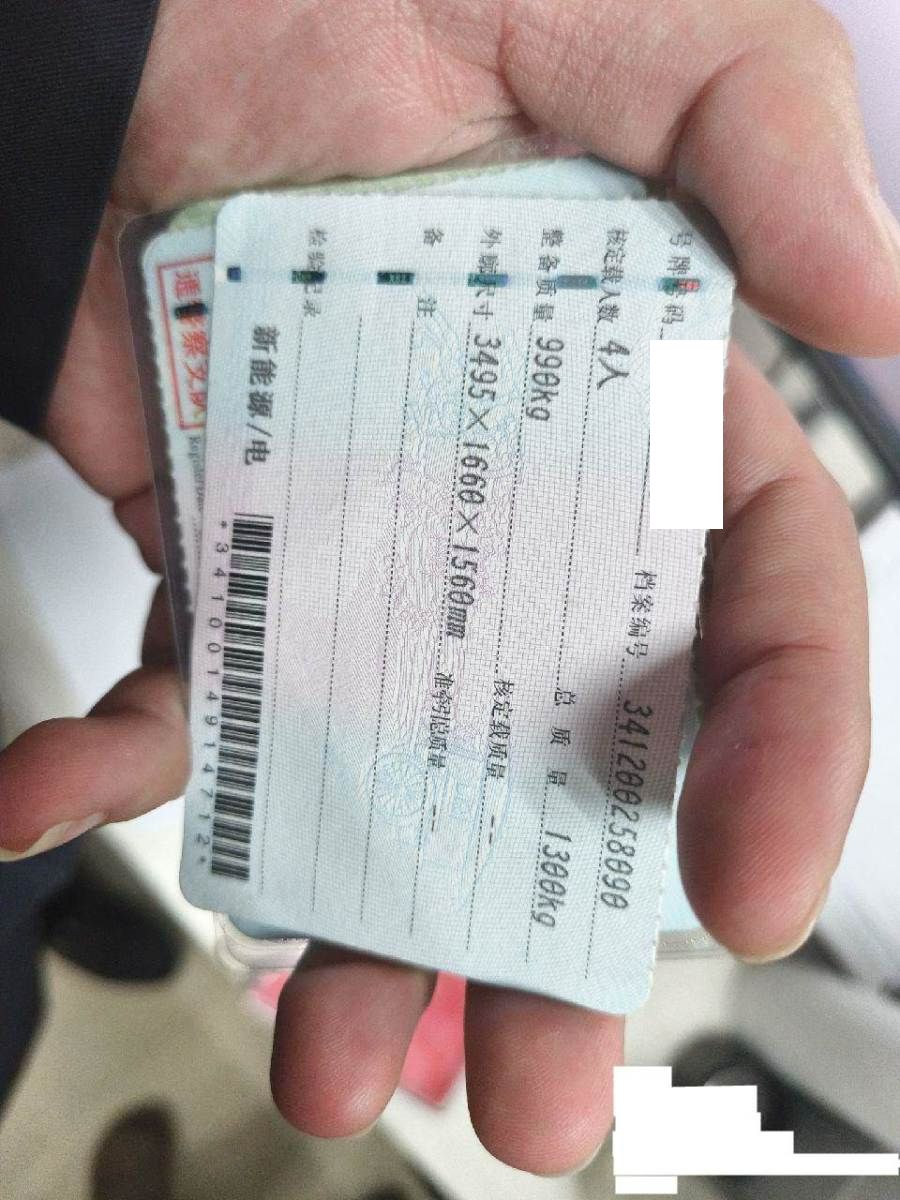 号牌号码 档案编号 341200258090
核定载人数 4人 总质量 1300kg
整备质量 990kg 核定载质量 --
外廓尺寸 3495×1660×1560mm 准牵引总质量 --
备注
检验记录
新能源/电
*3410014914712*